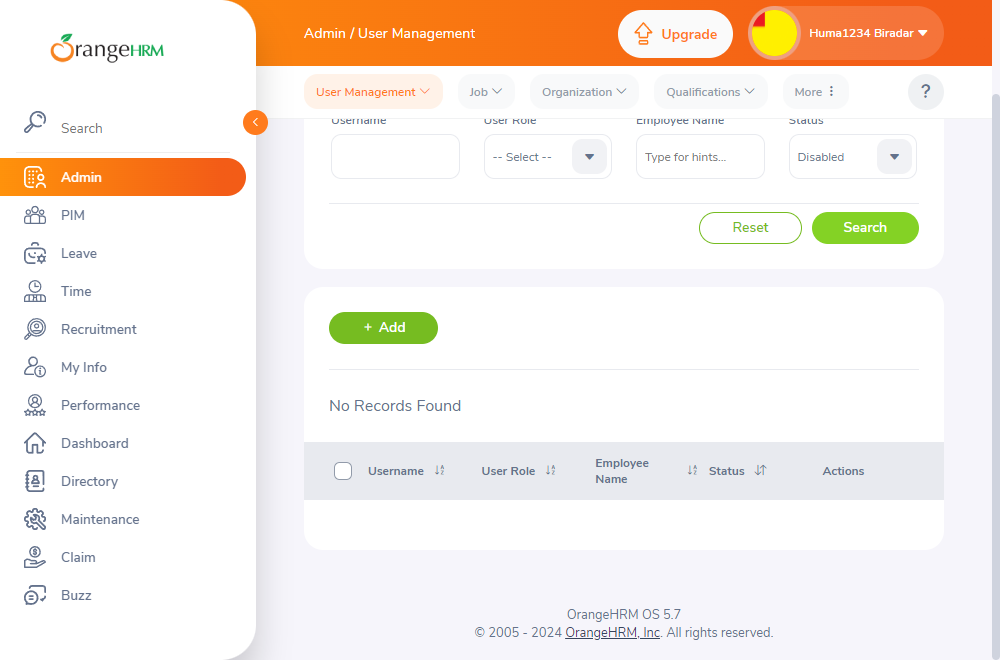 OrangeHRM
Admin / User Management
Upgrade
Huma1234 Biradar
User Management
Job
Organization
Qualifications
More
?
Search
Admin
PIM
Leave
Time
Recruitment
My Info
Performance
Dashboard
Directory
Maintenance
Claim
Buzz
Username
User Role
Employee Name
Status
-- Select --
Type for hints...
Disabled
Reset
Search
+ Add
No Records Found
Username
User Role
Employee
Name
Status
Actions
OrangeHRM OS 5.7
© 2005 - 2024 OrangeHRM, Inc. All rights reserved.